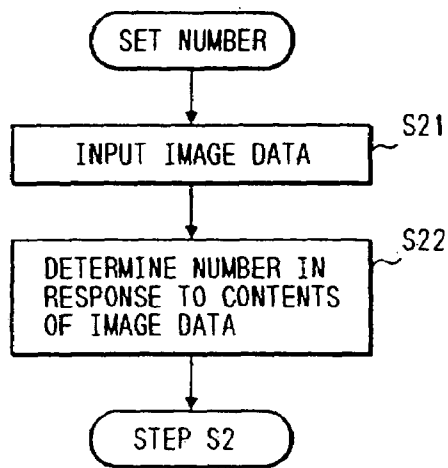 SET NUMBER
S21
INPUT IMAGE DATA
S22
DETERMINE NUMBER IN
RESPONSE TO CONTENTS
OF IMAGE DATA
STEP S2